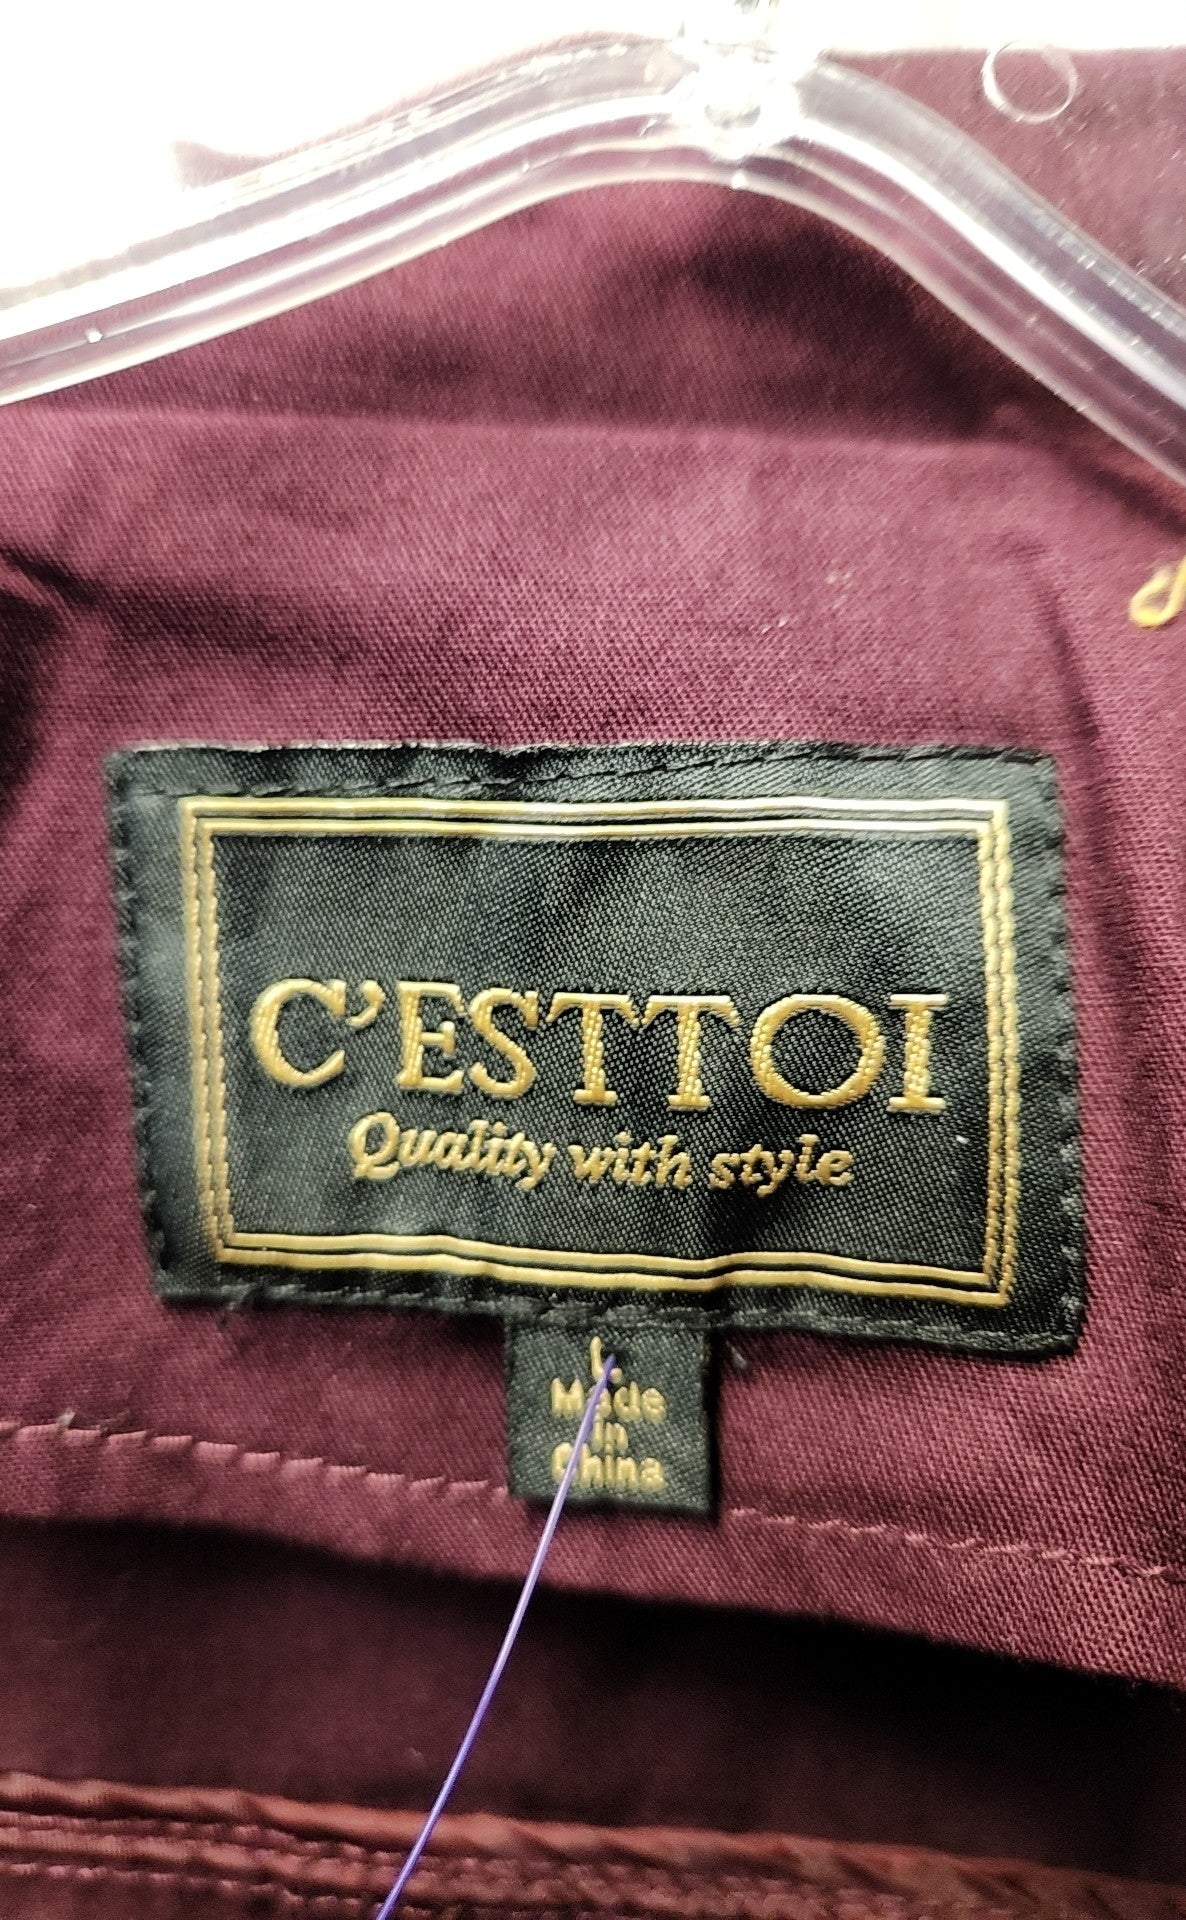 C'ESTTOI
Quality with style
L.
Made
in
China